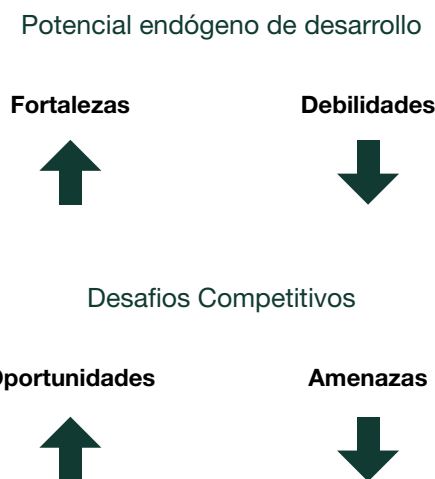 Potencial endógeno de desarrollo
Fortalezas Debilidades
Desafios Competitivos
Oportunidades Amenazas